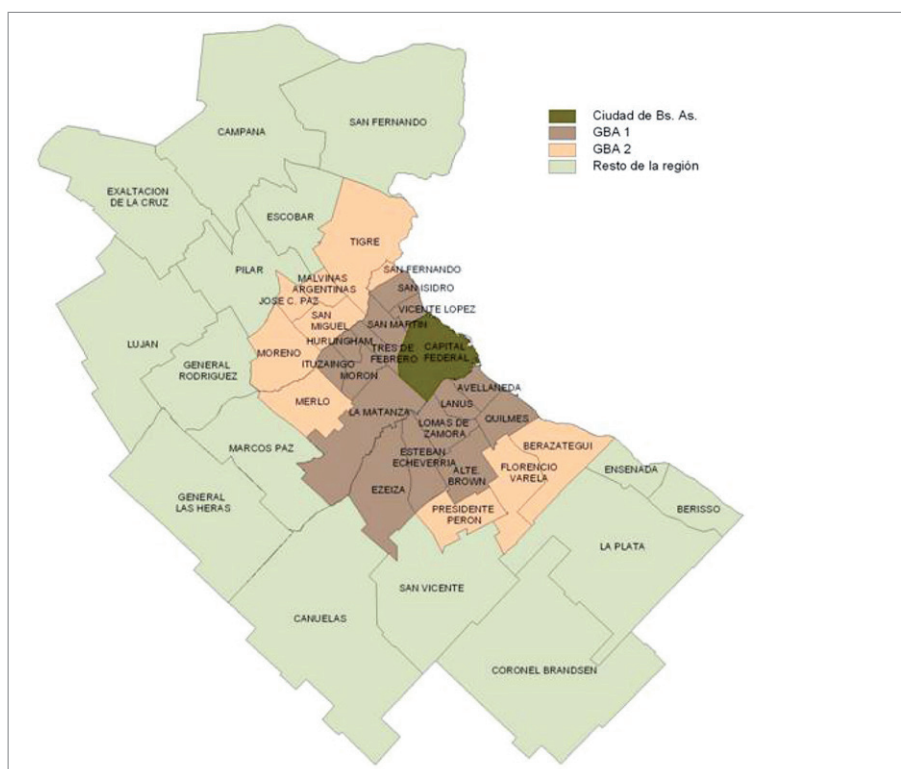 Ciudad de Bs. As.
GBA 1
GBA 2
Resto de la región
CAMPANA
SAN FERNANDO
EXALTACION
DE LA CRUZ
ESCOBAR
TIGRE
PILAR
SAN FERNANDO
MALVINAS
ARGENTINAS
SAN ISIDRO
JOSE C. PAZ
VICENTE LOPEZ
SAN
MIGUEL
SAN MARTIN
LUJAN
HURLINGHAM
TRES DE
FEBRERO
CAPITAL
FEDERAL
MORENO
ITUZAINGO
GENERAL
RODRIGUEZ
MORON
AVELLANEDA
MERLO
LANUS
LA MATANZA
QUILMES
LOMAS DE
ZAMORA
MARCOS PAZ
BERAZATEGUI
ESTEBAN
ECHEVERRIA
FLORENCIO
VARELA
ENSENADA
ALTE.
BROWN
EZEIZA
GENERAL
LAS HERAS
BERISSO
PRESIDENTE
PERON
LA PLATA
SAN VICENTE
CANUELAS
CORONEL BRANDSEN